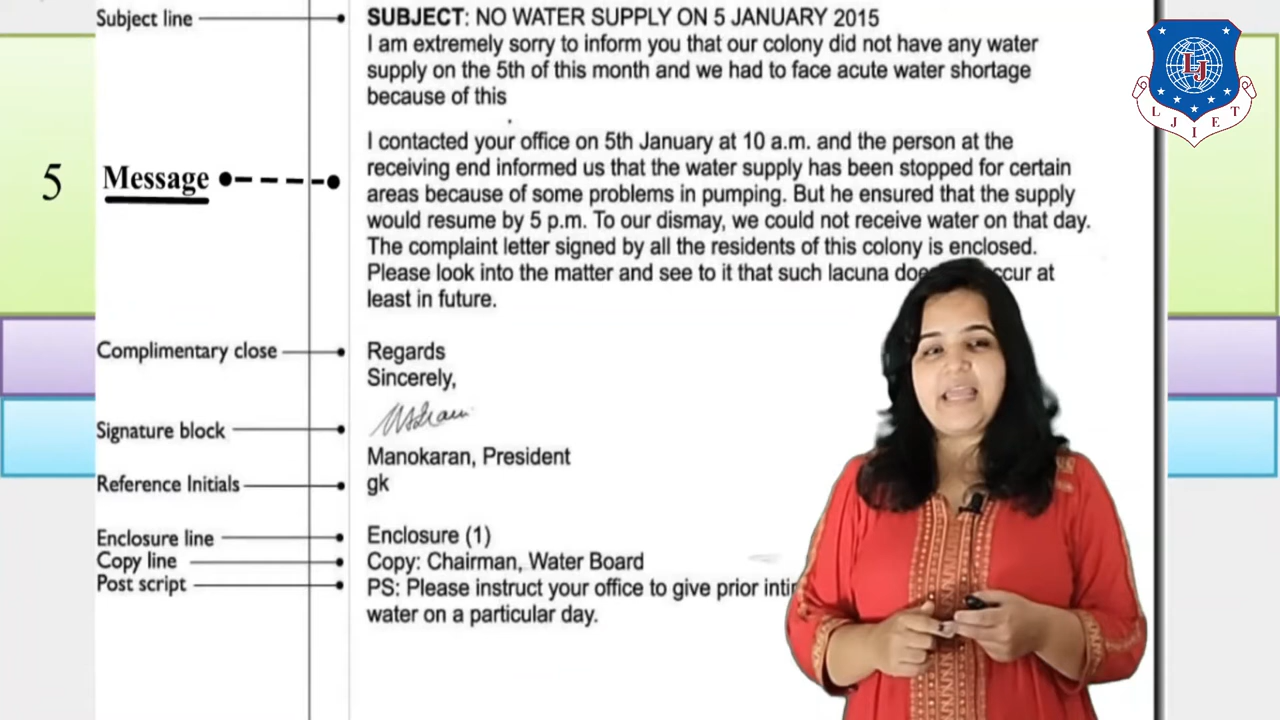 Subject line
SUBJECT: NO WATER SUPPLY ON 5 JANUARY 2015
I am extremely sorry to inform you that our colony did not have any water
supply on the 5th of this month and we had to face acute water shortage
because of this
5
Message
I contacted your office on 5th January at 10 a.m. and the person at the
receiving end informed us that the water supply has been stopped for certain
areas because of some problems in pumping. But he ensured that the supply
would resume by 5 p.m. To our dismay, we could not receive water on that day.
The complaint letter signed by all the residents of this colony is enclosed.
Please look into the matter and see to it that such lacuna at
least in future.
Complimentary close
Regards
Sincerely,
Signature block
Manokaran, President
Reference Initials
gk
Enclosure line
Enclosure (1)
Copy line
Copy: Chairman, Water Board
Post script
PS: Please instruct your office to give prior
water on a particular day.
LJ
LJIET